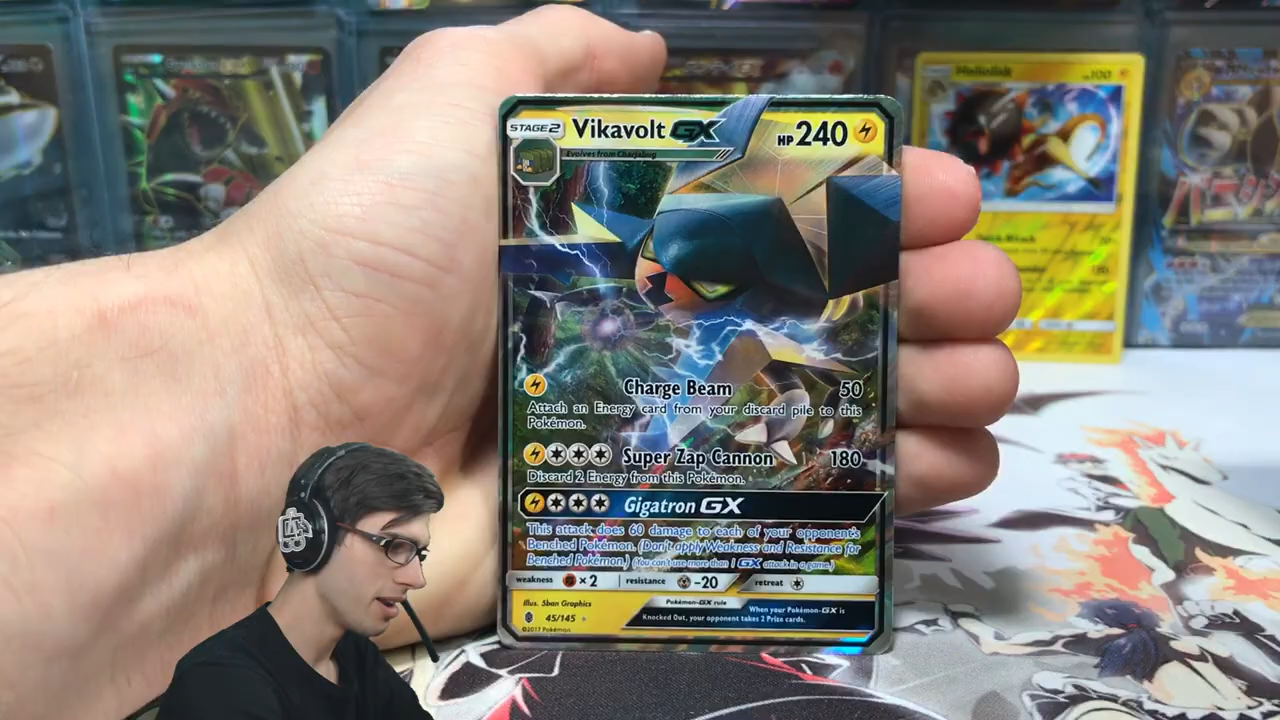 STAGE2 Vikavolt GX HP 240
Evolves from Charjabug
Charge Beam 50
Attach an Energy card from your discard pile to this
Pokémon.
Super Zap Cannon 180
Discard 2 Energy from this Pokémon.
Gigatron GX
This attack does 60 damage to each of your opponent's
Benched Pokémon. (Don't apply Weakness and Resistance for
Benched Pokémon.) (You can't use more than 1 GX attack in a game.)
weakness ×2 resistance -20 retreat
Illus. 5ban Graphics
Pokémon-GX rule
When your Pokémon-GX is
Knocked Out, your opponent takes 2 Prize cards.
45/145
©2017 Pokémon
Heliolisk HP 100